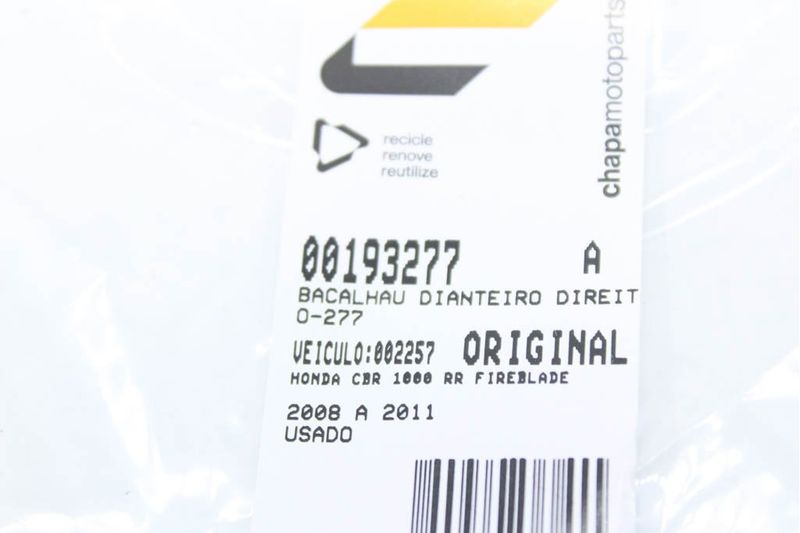 chapamotoparts
recicle
renove
reutilize
00193277 A
BACALHAU DIANTEIRO DIREIT
O-277
VEICULO:002257 ORIGINAL
HONDA CBR 1000 RR FIREBLADE
2008 A 2011
USADO